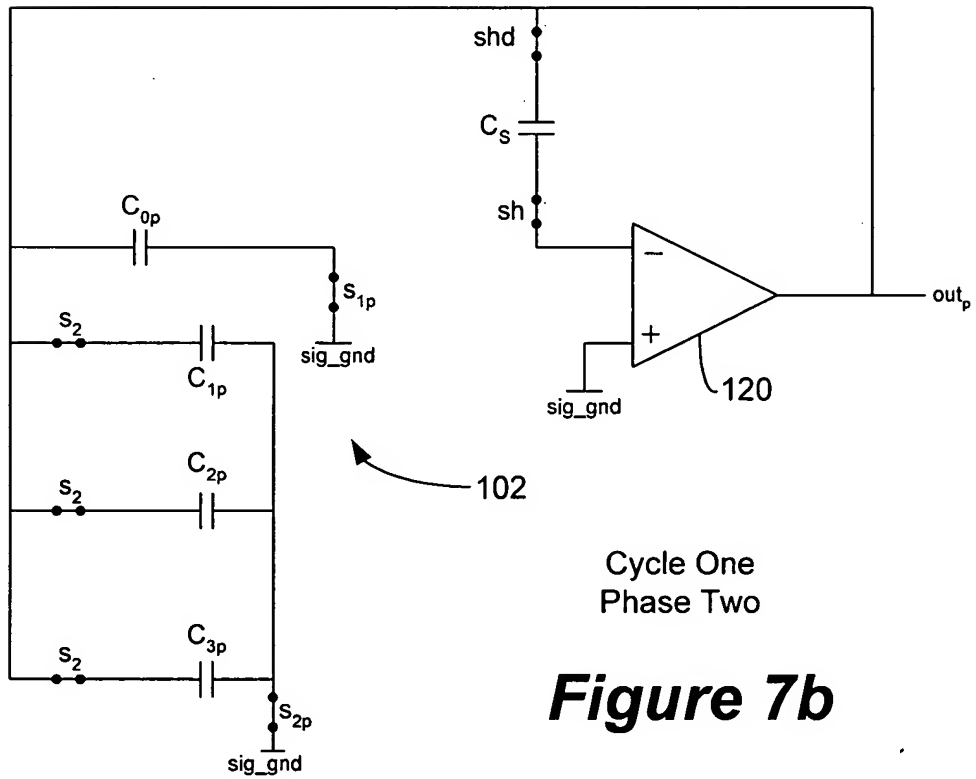 shd
C_S
sh
C_0p
s_1p
sig_gnd
−
+
sig_gnd
out_p
120
s_2
C_1p
s_2
C_2p
102
s_2
C_3p
s_2p
sig_gnd
Cycle One
Phase Two
Figure 7b